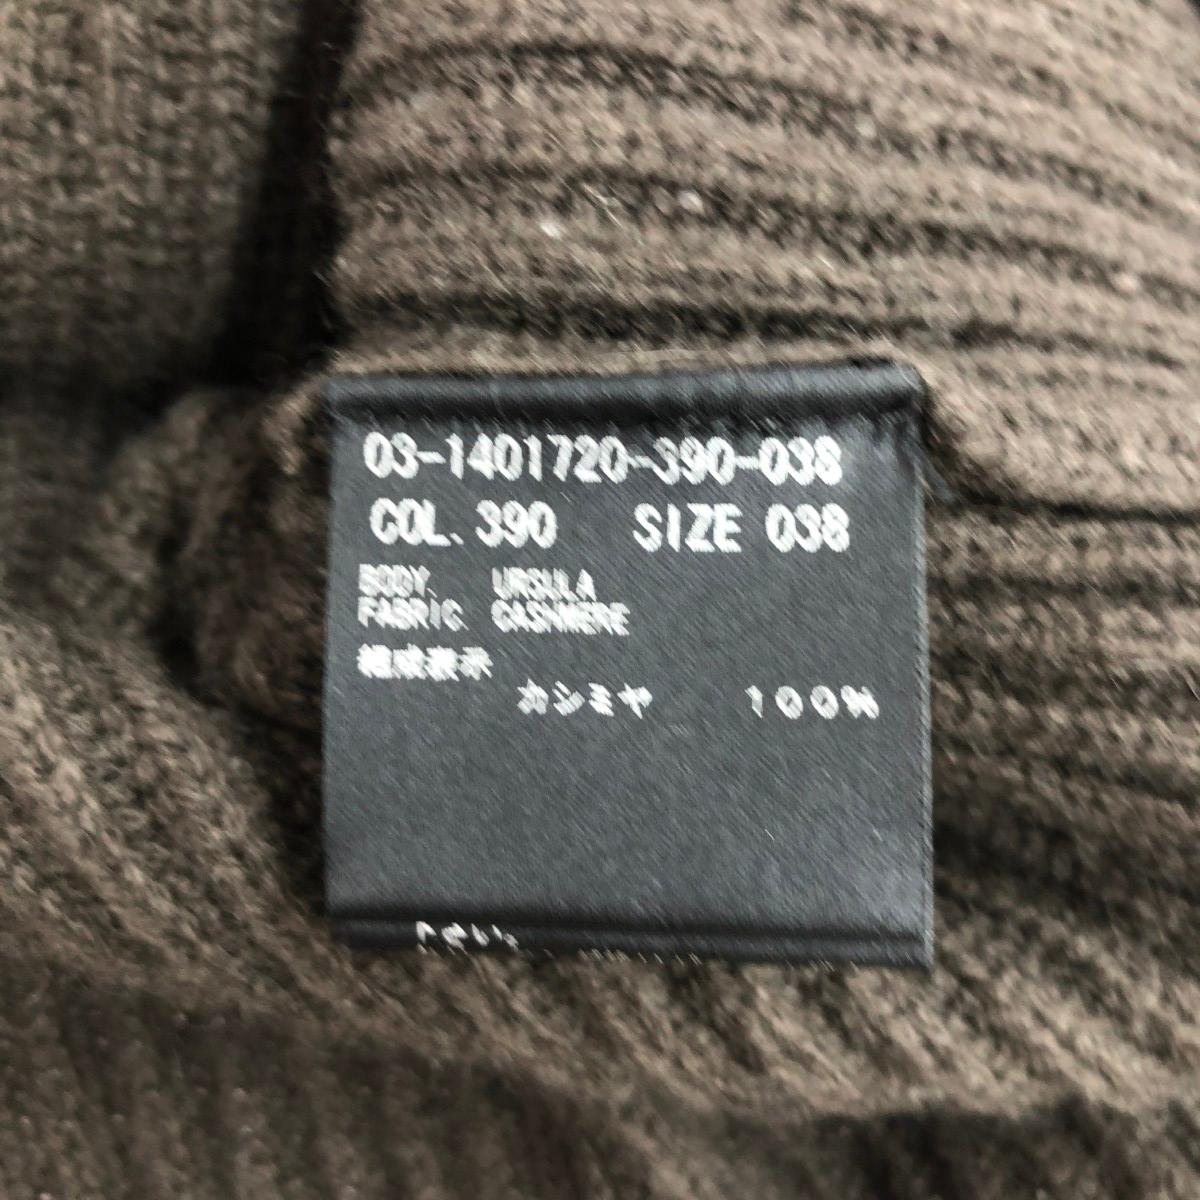 03-1401720-390-038
COL. 390 SIZE 038
BODY. URSULA
FABRIC. CASHMERE
組成表示
カシミヤ 100%